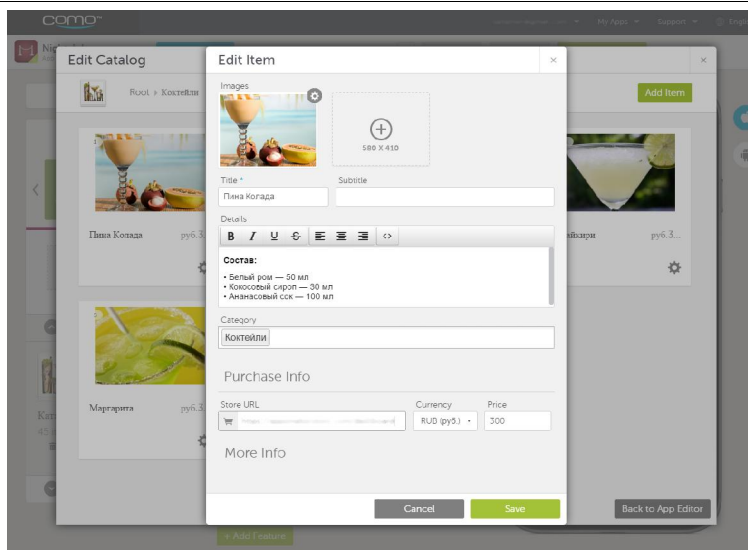 COMO™
My Apps
Support
Edit Catalog
Edit Item
Root › Коктейли
Add Item
Images
580 X 410
Title *
Subtitle
Пина Колада
Details
B I U S <>
Состав:
• Белый ром — 50 мл
• Кокосовый сироп — 30 мл
• Ананасовый сок — 100 мл
Category
Коктейли
Purchase Info
Store URL
Currency
Price
RUB (руб.)
300
More Info
Cancel
Save
Пина Колада
руб.3...
Маргарита
руб.3...
Back to App Editor
+ Add Feature